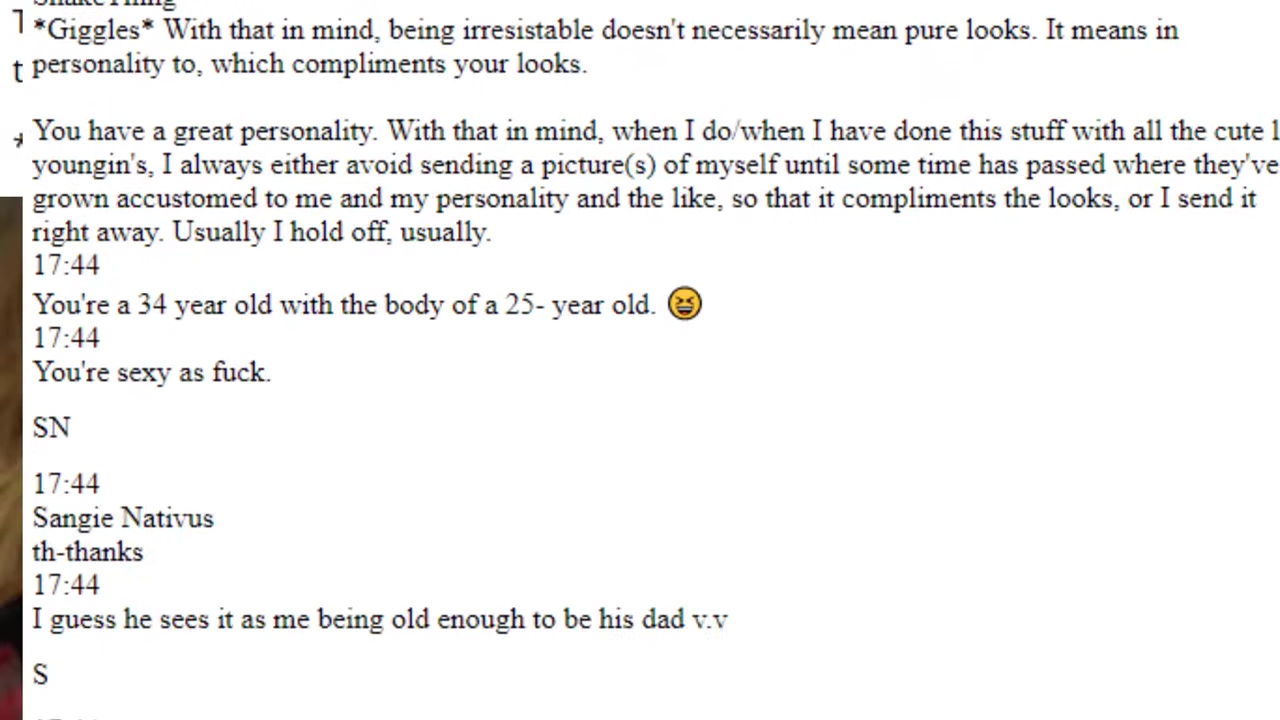 *Giggles* With that in mind, being irresistable doesn't necessarily mean pure looks. It means in
personality to, which compliments your looks.
You have a great personality. With that in mind, when I do/when I have done this stuff with all the cute
youngin's, I always either avoid sending a picture(s) of myself until some time has passed where they've
grown accustomed to me and my personality and the like, so that it compliments the looks, or I send it
right away. Usually I hold off, usually.
17:44
You're a 34 year old with the body of a 25- year old. 😆
17:44
You're sexy as fuck.
SN
17:44
Sangie Nativus
th-thanks
17:44
I guess he sees it as me being old enough to be his dad v.v
S